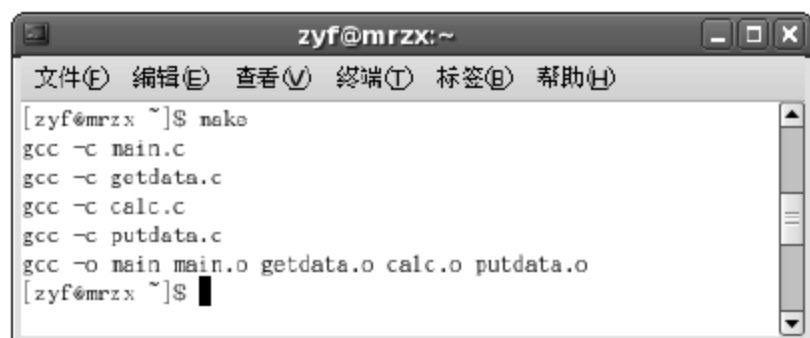 zyf@mrzx:~
文件(F) 编辑(E) 查看(V) 终端(T) 标签(B) 帮助(H)
[zyf@mrzx ~]$ make
gcc -c main.c
gcc -c getdata.c
gcc -c calc.c
gcc -c putdata.c
gcc -o main main.o getdata.o calc.o putdata.o
[zyf@mrzx ~]$